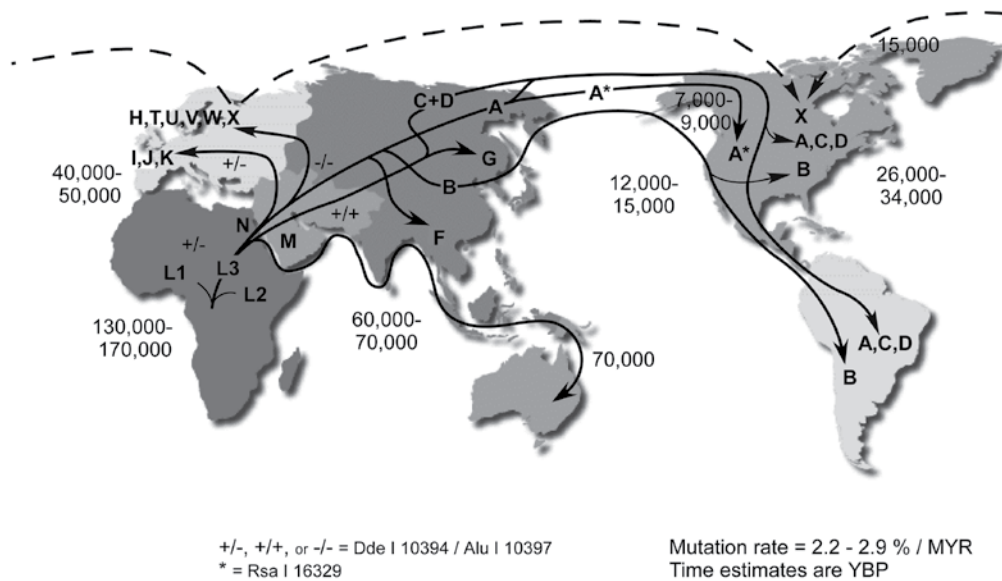 15,000
C+D
A
A*
7,000-
9,000
X
H,T,U,V,W,X
I,J,K
+/-
-/-
G
A*
A,C,D
B
B
40,000-
50,000
12,000-
15,000
26,000-
34,000
N
+/+
M
F
+/-
L1
L3
L2
130,000-
170,000
60,000-
70,000
70,000
A,C,D
B
+/-, +/+, or -/- = Dde I 10394 / Alu I 10397
* = Rsa I 16329
Mutation rate = 2.2 - 2.9 % / MYR
Time estimates are YBP